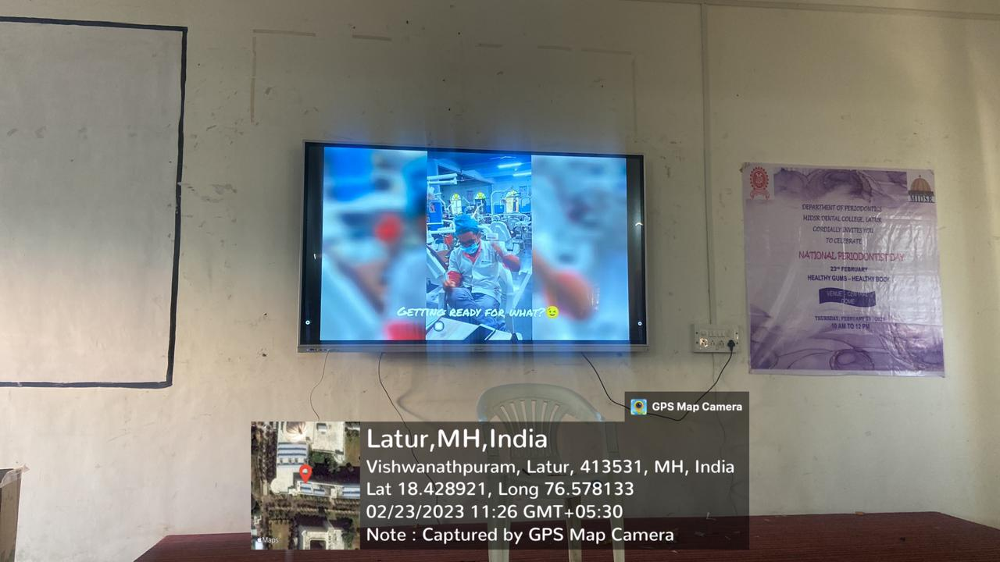 GETTING READY FOR WHAT?😉
MIDSR
DEPARTMENT OF PERIODONTICS
MIDSR DENTAL COLLEGE, LATUR
CORDIALLY INVITES YOU
TO CELEBRATE
NATIONAL PERIODONTIST DAY
23RD FEBRUARY
HEALTHY GUMS – HEALTHY BODY
VENUE : CENTRAL
DOME
THURSDAY, FEBRUARY 23,
10 AM TO 12 PM
GPS Map Camera
Latur,MH,India
Vishwanathpuram, Latur, 413531, MH, India
Lat 18.428921, Long 76.578133
02/23/2023 11:26 GMT+05:30
Note : Captured by GPS Map Camera
Maps